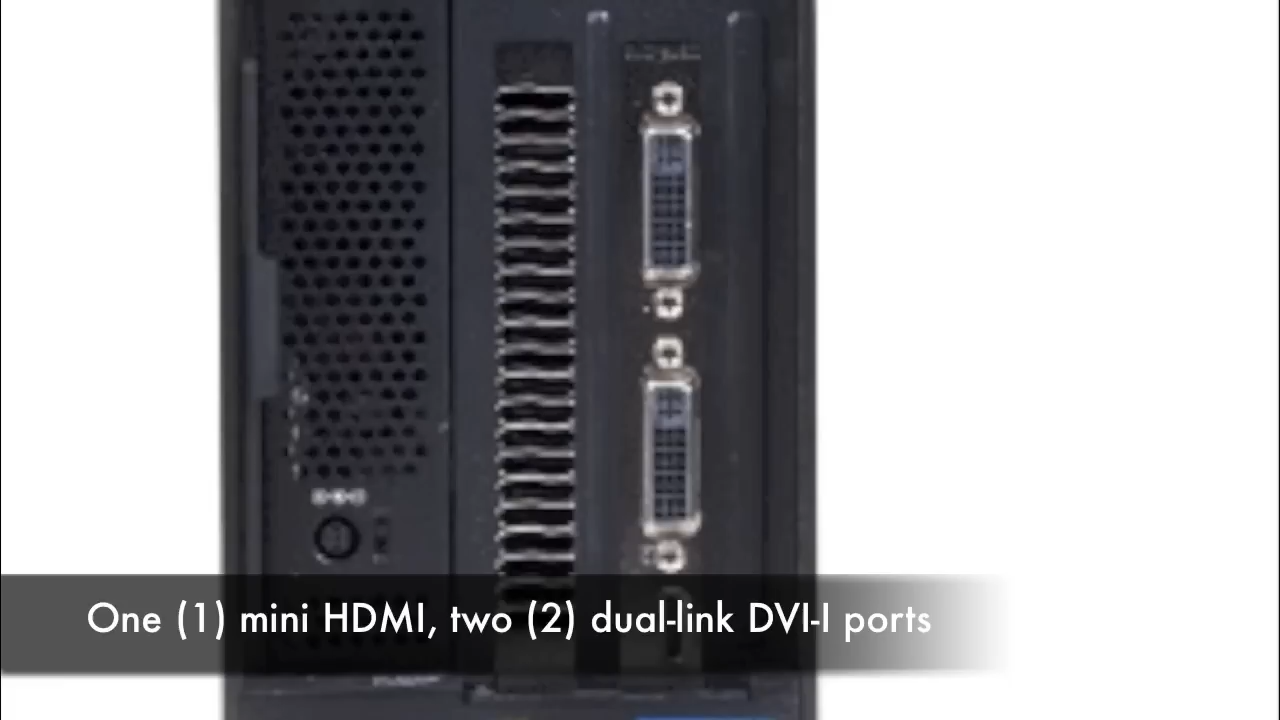 One (1) mini HDMI, two (2) dual-link DVI-I ports